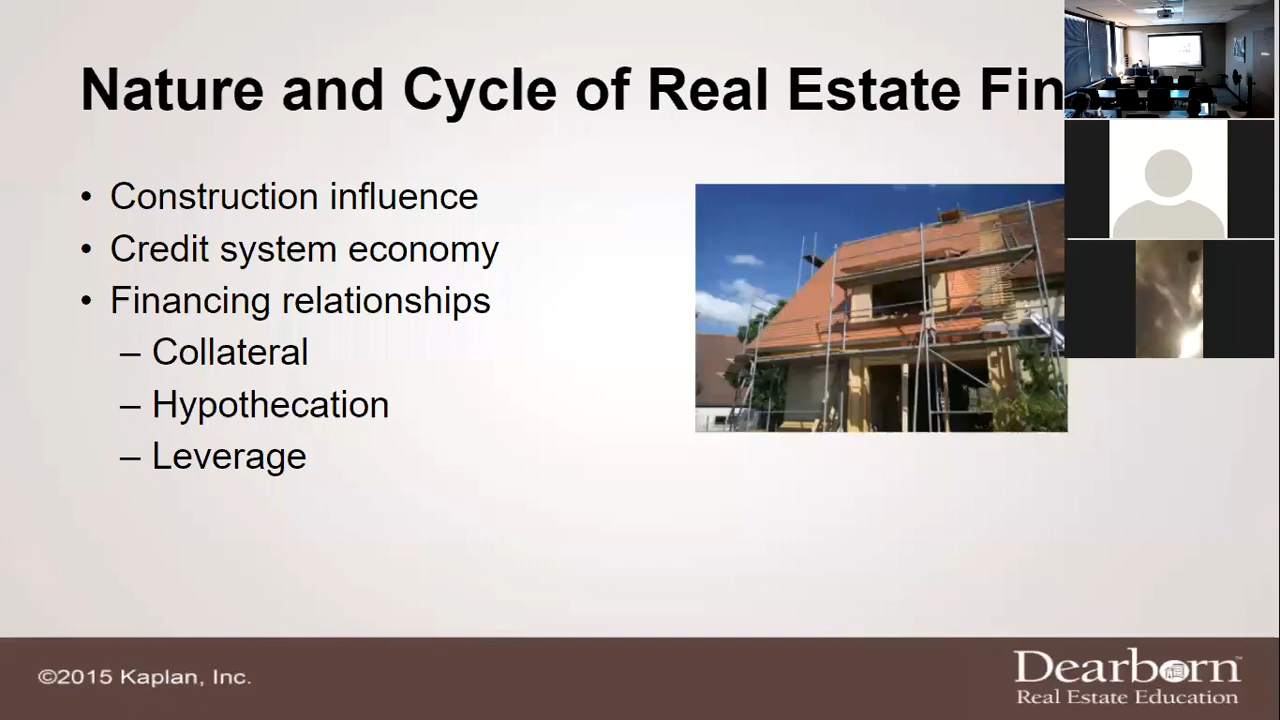 Nature and Cycle of Real Estate Fin
• Construction influence
• Credit system economy
• Financing relationships
– Collateral
– Hypothecation
– Leverage
©2015 Kaplan, Inc.
Dearborn™
Real Estate Education